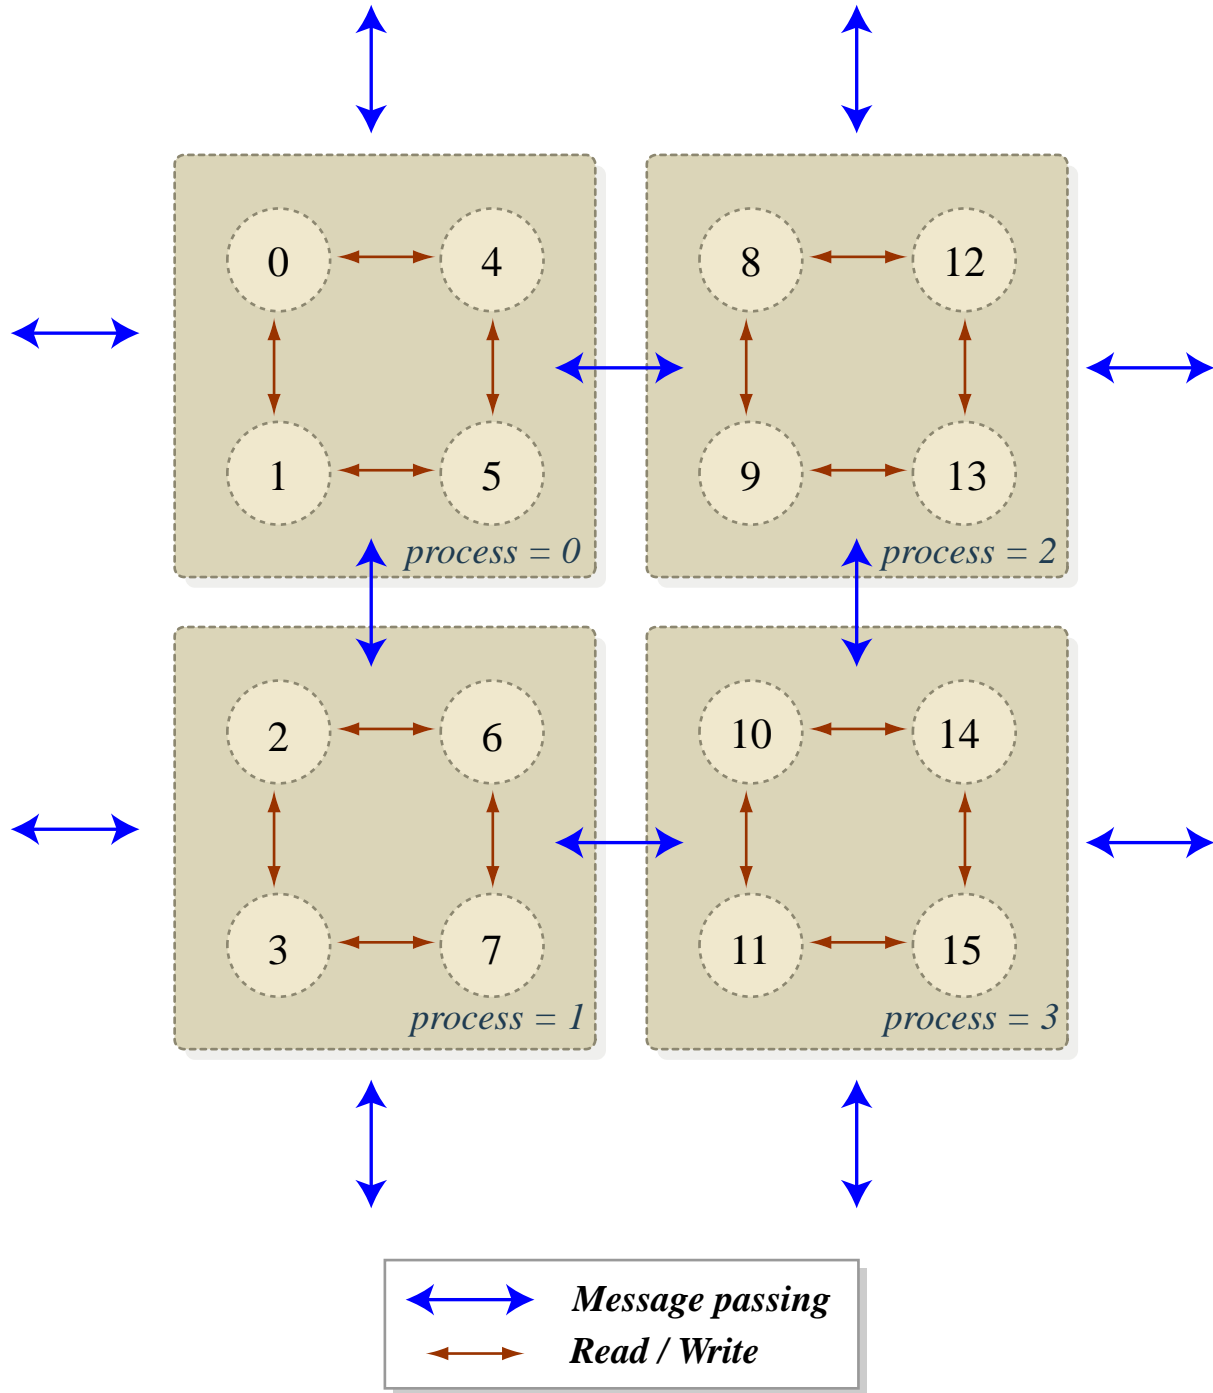 0 4
8 12
1 5
9 13
process = 0
process = 2
2 6
10 14
3 7
11 15
process = 1
process = 3
Message passing
Read / Write